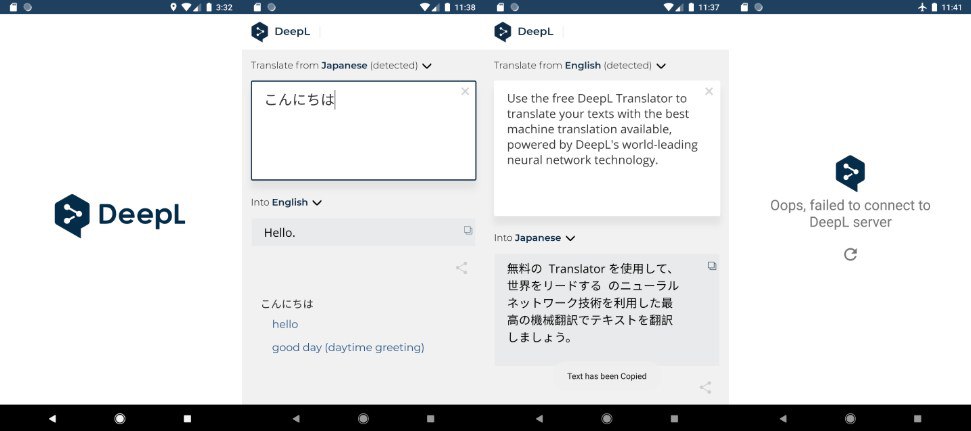 3:32
DeepL
11:38
DeepL
Translate from Japanese (detected)
こんにちは
Into English
Hello.
こんにちは
hello
good day (daytime greeting)
11:37
DeepL
Translate from English (detected)
Use the free DeepL Translator to
translate your texts with the best
machine translation available,
powered by DeepL's world-leading
neural network technology.
Into Japanese
無料の Translator を使用して、
世界をリードする のニューラル
ネットワーク技術を利用した最
高の機械翻訳でテキストを翻訳
しましょう。
Text has been Copied
11:41
Oops, failed to connect to
DeepL server